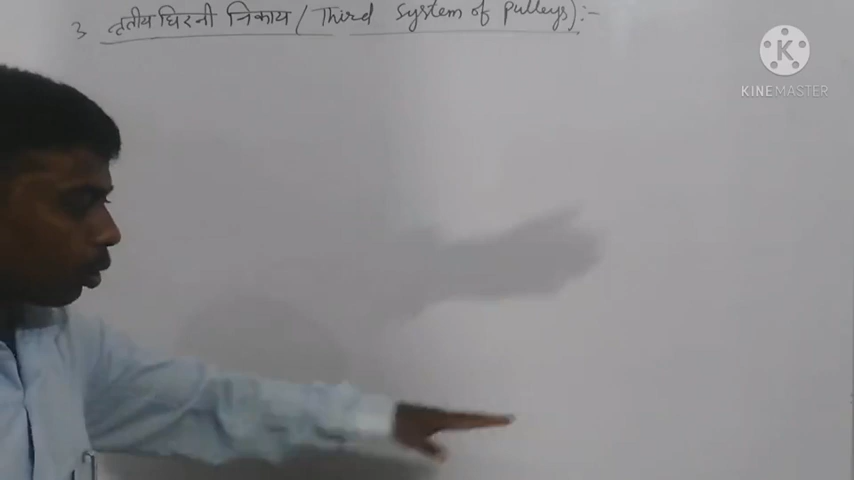 3 तृतीय घिरनी निकाय / Third system of pulleys):-
K
KINEMASTER